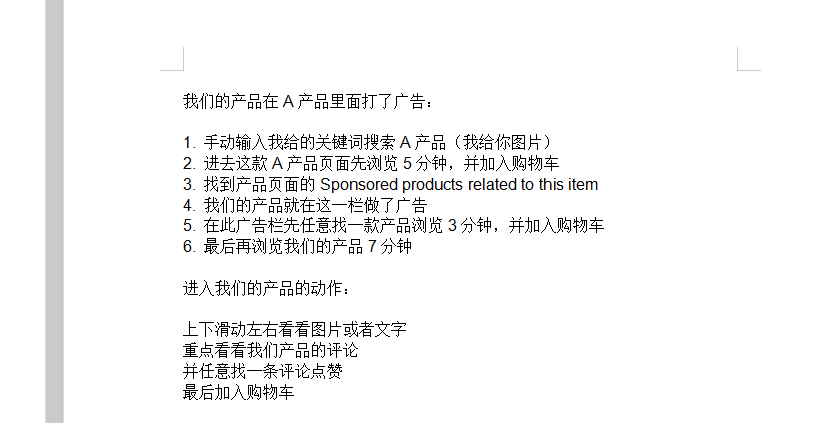 我们的产品在 A 产品里面打了广告：
1. 手动输入我给的关键词搜索 A 产品（我给你图片）
2. 进去这款 A 产品页面先浏览 5 分钟，并加入购物车
3. 找到产品页面的 Sponsored products related to this item
4. 我们的产品就在这一栏做了广告
5. 在此广告栏先任意找一款产品浏览 3 分钟，并加入购物车
6. 最后再浏览我们的产品 7 分钟
进入我们的产品的动作：
上下滑动左右看看图片或者文字
重点看看我们产品的评论
并任意找一条评论点赞
最后加入购物车